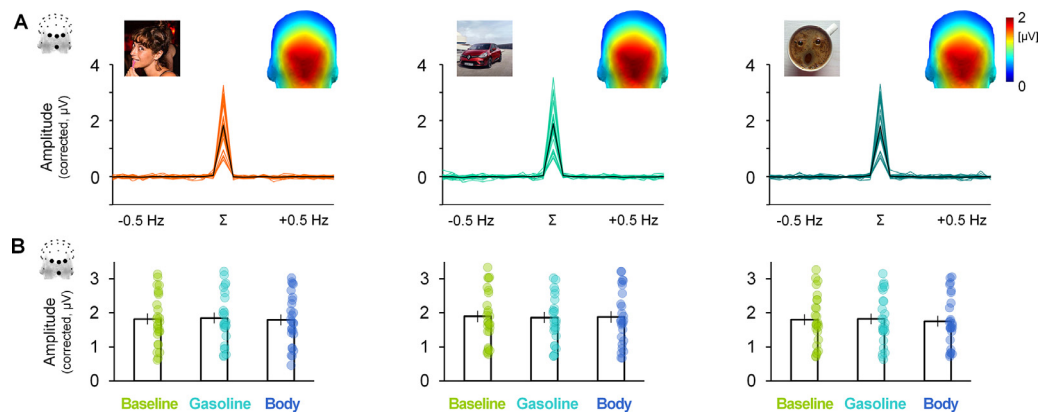 A
2
[µV]
0
Amplitude
(corrected, µV)
4
2
0
-0.5 Hz Σ +0.5 Hz
4
2
0
-0.5 Hz Σ +0.5 Hz
4
2
0
-0.5 Hz Σ +0.5 Hz
B
Amplitude
(corrected, µV)
3
2
1
0
Baseline Gasoline Body
3
2
1
0
Baseline Gasoline Body
3
2
1
0
Baseline Gasoline Body